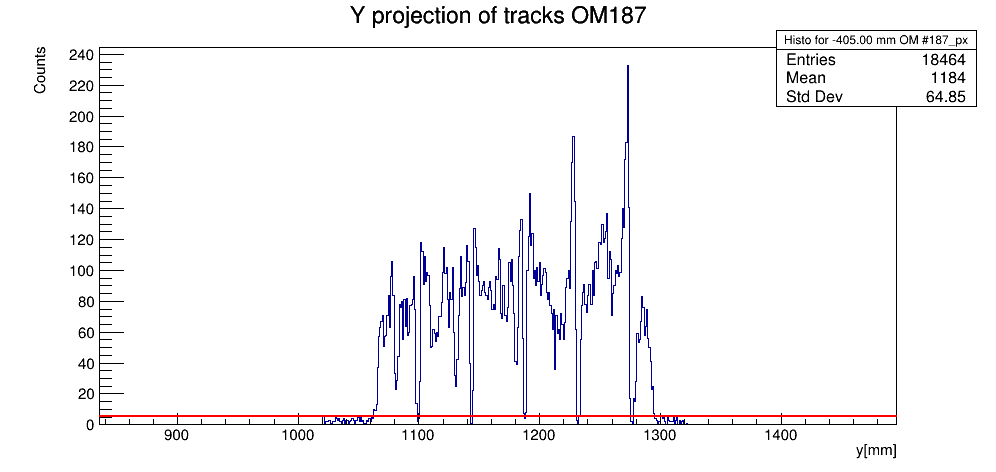 Y projection of tracks OM187
Histo for -405.00 mm OM #187_px
Entries 18464
Mean 1184
Std Dev 64.85
Counts
240
220
200
180
160
140
120
100
80
60
40
20
0
900 1000 1100 1200 1300 1400
y[mm]